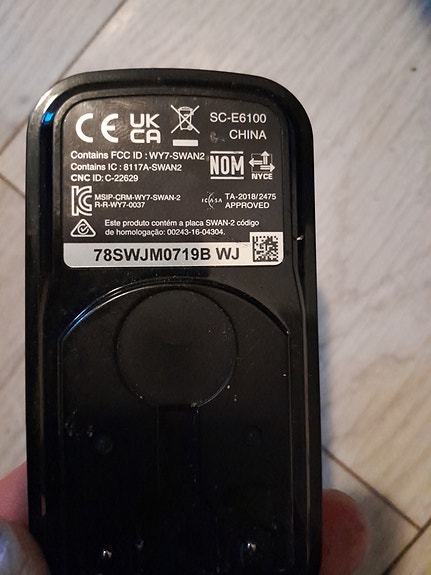 CE UK CA SC-E6100
CHINA
Contains FCC ID : WY7-SWAN2
Contains IC : 8117A-SWAN2
CNC ID: C-22629
NOM NYCE
MSIP-CRM-WY7-SWAN-2
R-R-WY7-0037
ICASA TA-2018/2475
APPROVED
Este produto contém a placa SWAN-2 código
de homologação: 00243-16-04304.
78SWJM0719B WJ